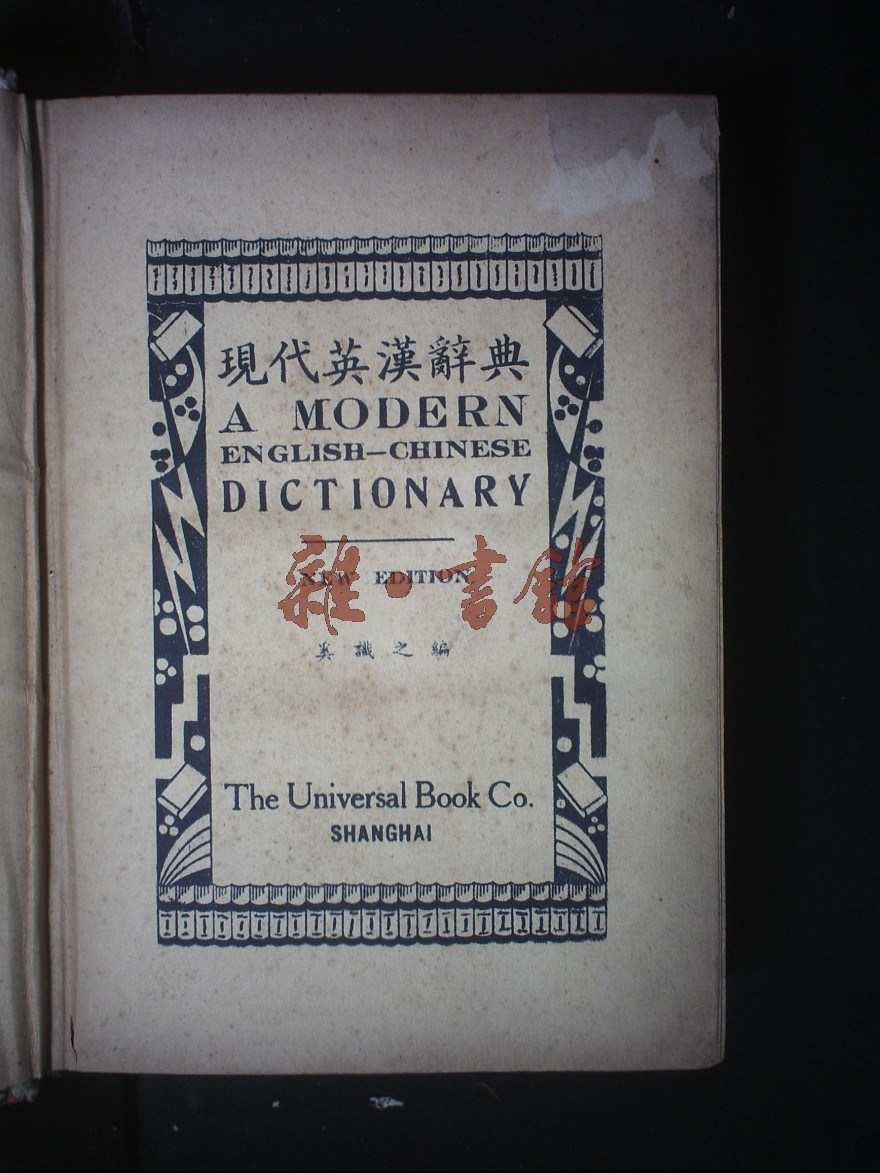 現代英漢辭典
A MODERN
ENGLISH—CHINESE
DICTIONARY
NEW EDITION
雜·書館
吳識之編
The Universal Book Co.
SHANGHAI